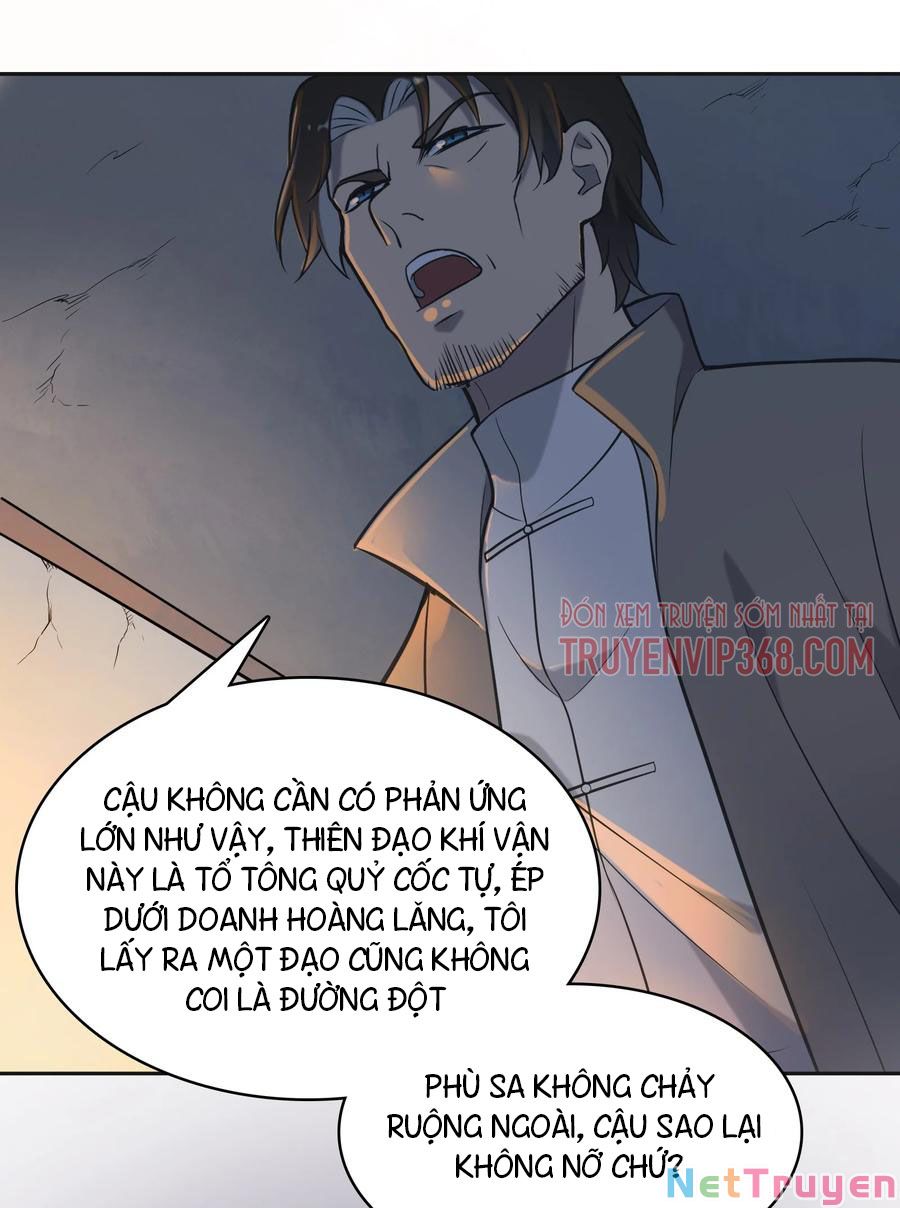 ĐÓN XEM TRUYỆN SỚM NHẤT TẠI
TRUYENVIP368.COM
CẬU KHÔNG CẦN CÓ PHẢN ỨNG
LỚN NHƯ VẬY, THIÊN ĐẠO KHÍ VẬN
NÀY LÀ TỔ TÔNG QUỶ CỐC TỰ, ÉP
DƯỚI DOANH HOÀNG LĂNG, TÔI
LẤY RA MỘT ĐẠO CŨNG KHÔNG
COI LÀ ĐƯỜNG ĐỘT
PHÙ SA KHÔNG CHẢY
RUỘNG NGOÀI, CẬU SAO LẠI
KHÔNG NỠ CHỨ?
NetTruyen